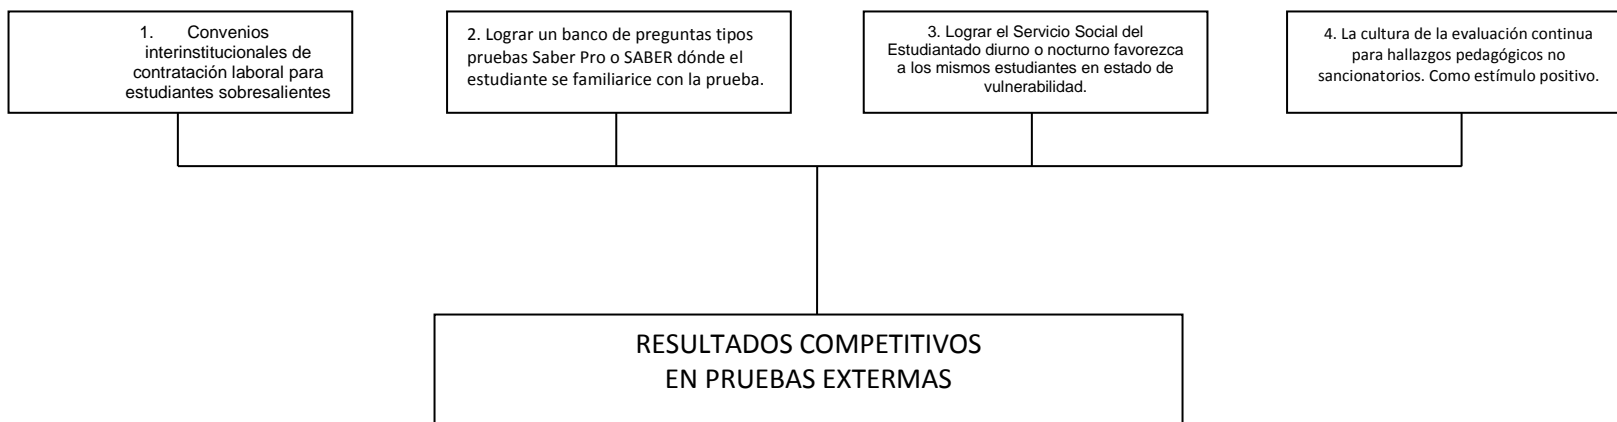 1. Convenios
interinstitucionales de
contratación laboral para
estudiantes sobresalientes
2. Lograr un banco de preguntas tipos
pruebas Saber Pro o SABER dónde el
estudiante se familiarice con la prueba.
3. Lograr el Servicio Social del
Estudiantado diurno o nocturno favorezca
a los mismos estudiantes en estado de
vulnerabilidad.
4. La cultura de la evaluación continua
para hallazgos pedagógicos no
sancionatorios. Como estímulo positivo.
RESULTADOS COMPETITIVOS
EN PRUEBAS EXTERMAS